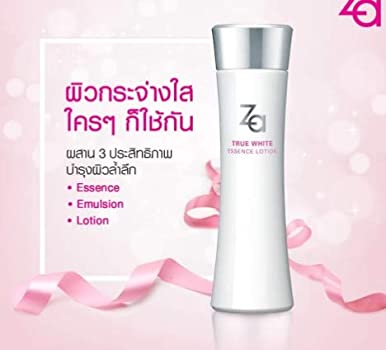 Za
ผิวกระจ่างใส
ใครๆ ก็ใช้กัน
ผสาน 3 ประสิทธิภาพ
บำรุงผิวล้ำลึก
• Essence
• Emulsion
• Lotion
Za
TRUE WHITE
ESSENCE LOTION